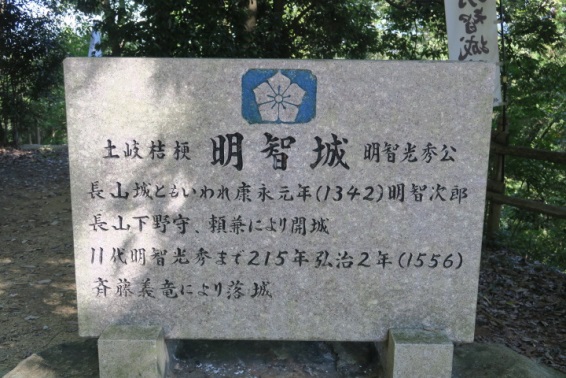 明智城
土岐桔梗 明智城 明智光秀公
長山城ともいわれ康永元年(1342)明智次郎
長山下野守、頼兼により開城
11代明智光秀まで215年弘治2年(1556)
斉藤義竜により落城